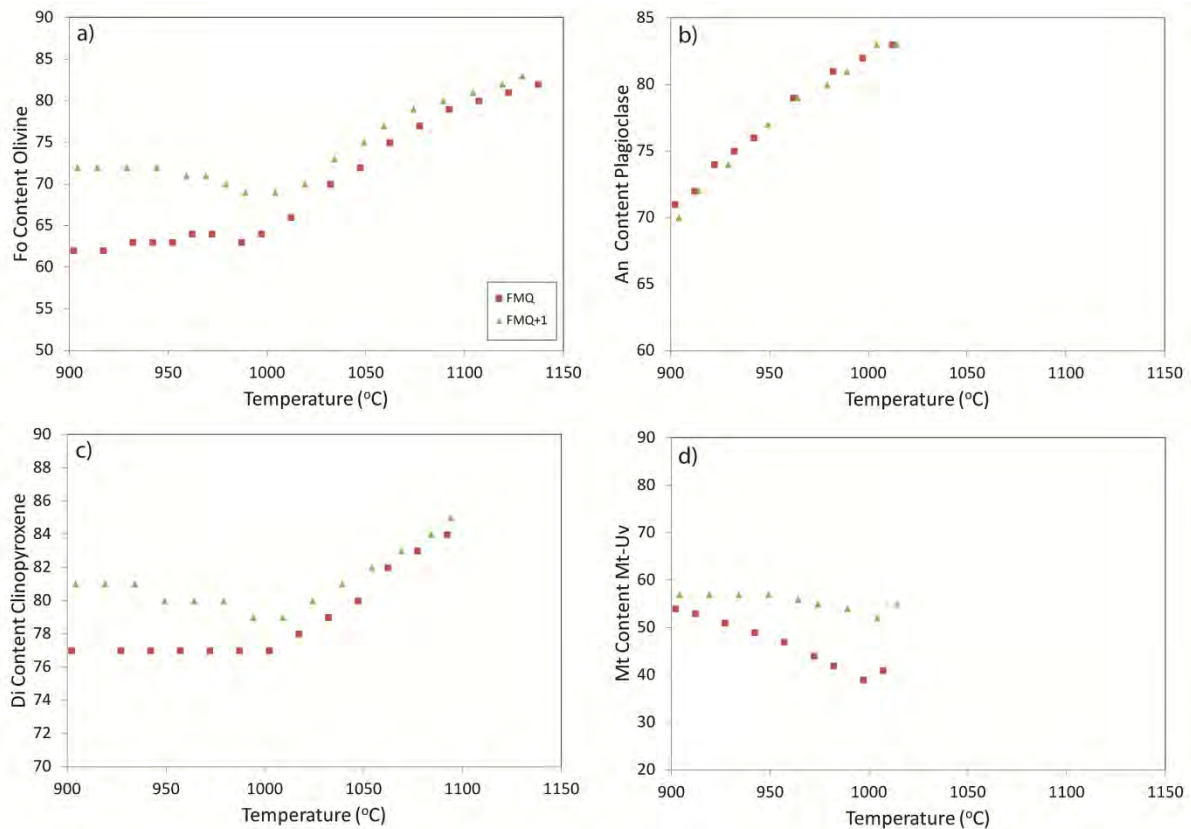 a)
90
85
80
75
70
65
60
55
50
Fo Content Olivine
FMQ
FMQ+1
900 950 1000 1050 1100 1150
Temperature (°C)
b)
85
80
75
70
65
60
An Content Plagioclase
900 950 1000 1050 1100 1150
Temperature (°C)
c)
90
88
86
84
82
80
78
76
74
72
70
Di Content Clinopyroxene
900 950 1000 1050 1100 1150
Temperature (°C)
d)
90
80
70
60
50
40
30
20
Mt Content Mt-Uv
900 950 1000 1050 1100 1150
Temperature (°C)